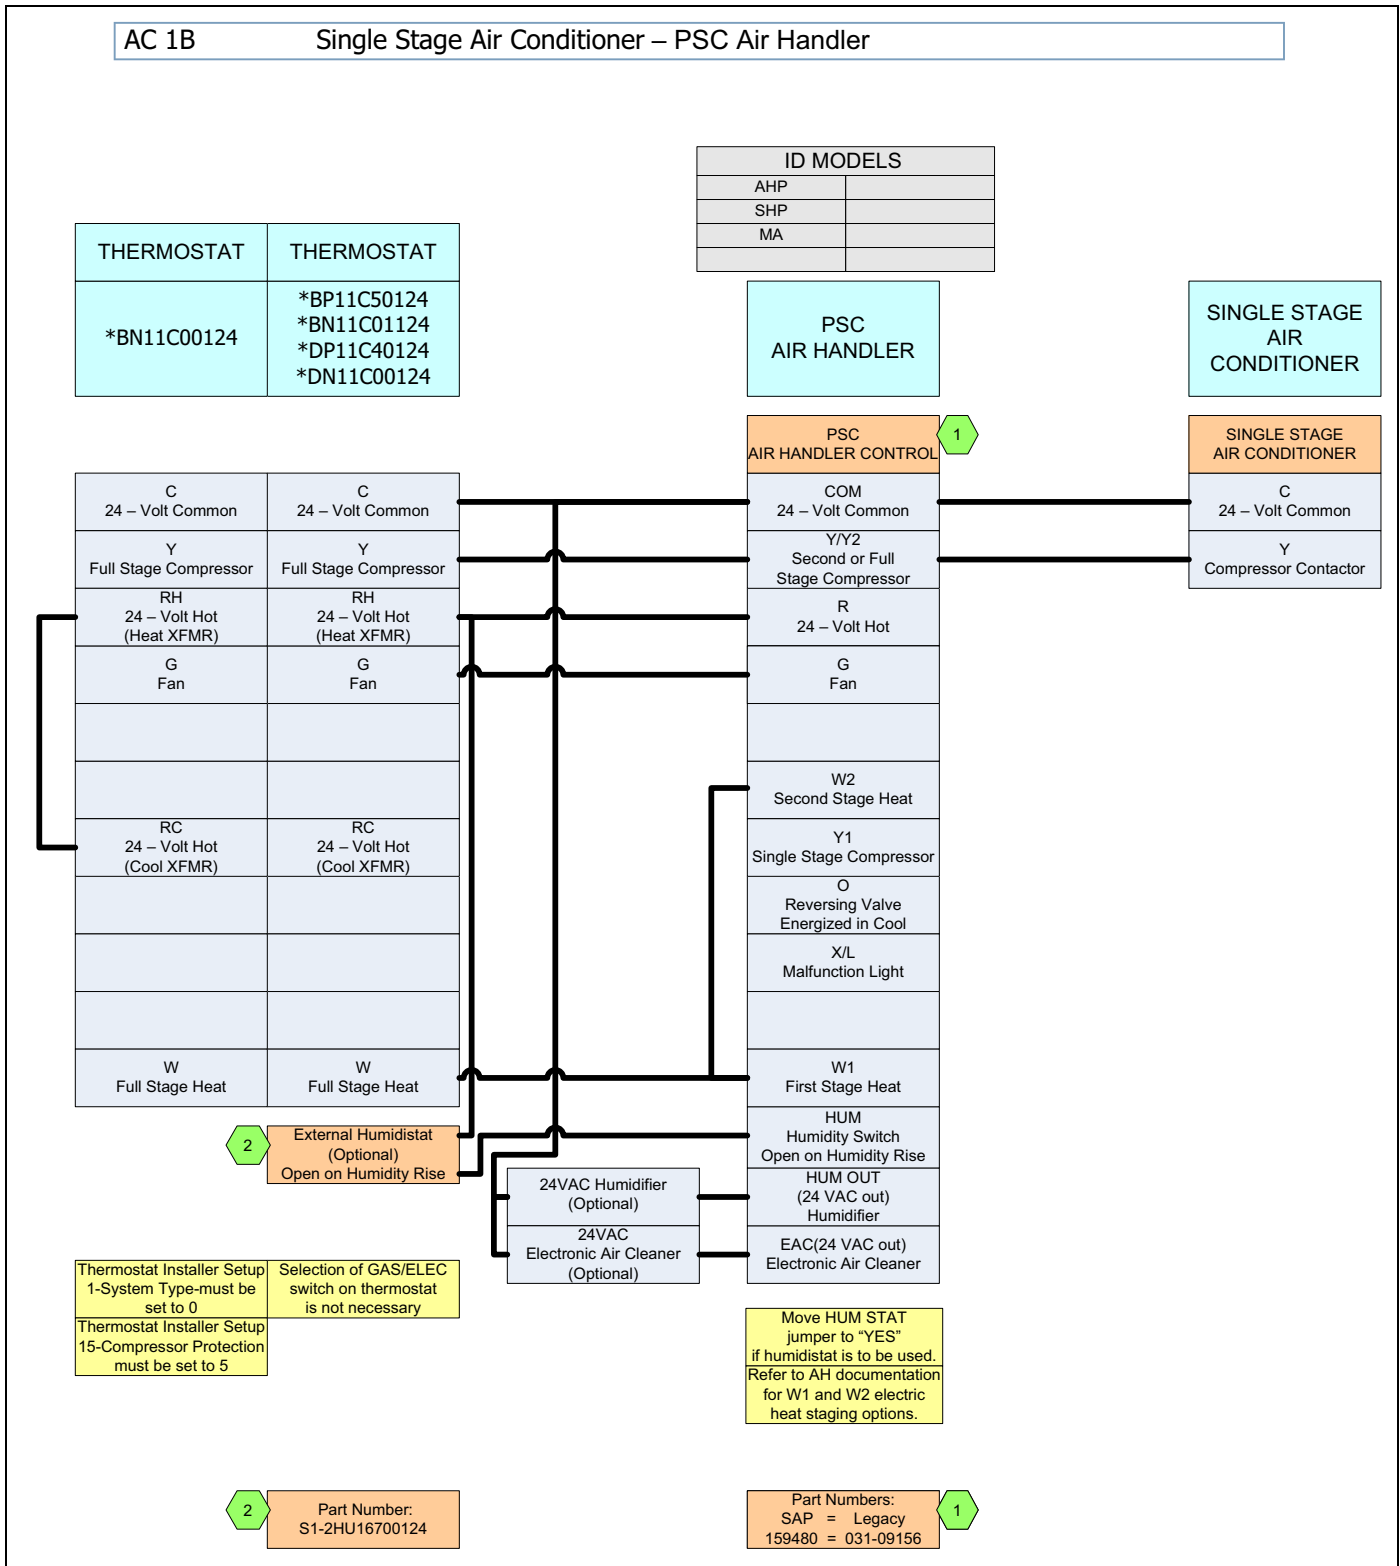 AC 1B Single Stage Air Conditioner – PSC Air Handler
ID MODELS
AHP
SHP
MA
THERMOSTAT
THERMOSTAT
*BN11C00124
*BP11C50124
*BN11C01124
*DP11C40124
*DN11C00124
PSC
AIR HANDLER
SINGLE STAGE
AIR
CONDITIONER
PSC
AIR HANDLER CONTROL
1
SINGLE STAGE
AIR CONDITIONER
C
24 – Volt Common
C
24 – Volt Common
COM
24 – Volt Common
C
24 – Volt Common
Y
Full Stage Compressor
Y
Full Stage Compressor
Y/Y2
Second or Full
Stage Compressor
Y
Compressor Contactor
RH
24 – Volt Hot
(Heat XFMR)
RH
24 – Volt Hot
(Heat XFMR)
R
24 – Volt Hot
G
Fan
G
Fan
G
Fan
W2
Second Stage Heat
RC
24 – Volt Hot
(Cool XFMR)
RC
24 – Volt Hot
(Cool XFMR)
Y1
Single Stage Compressor
O
Reversing Valve
Energized in Cool
X/L
Malfunction Light
W
Full Stage Heat
W
Full Stage Heat
W1
First Stage Heat
2
External Humidistat
(Optional)
Open on Humidity Rise
HUM
Humidity Switch
Open on Humidity Rise
24VAC Humidifier
(Optional)
HUM OUT
(24 VAC out)
Humidifier
24VAC
Electronic Air Cleaner
(Optional)
EAC(24 VAC out)
Electronic Air Cleaner
Thermostat Installer Setup
1-System Type-must be
set to 0
Selection of GAS/ELEC
switch on thermostat
is not necessary
Thermostat Installer Setup
15-Compressor Protection
must be set to 5
Move HUM STAT
jumper to “YES”
if humidistat is to be used.
Refer to AH documentation
for W1 and W2 electric
heat staging options.
2
Part Number:
S1-2HU16700124
Part Numbers:
SAP = Legacy
159480 = 031-09156
1